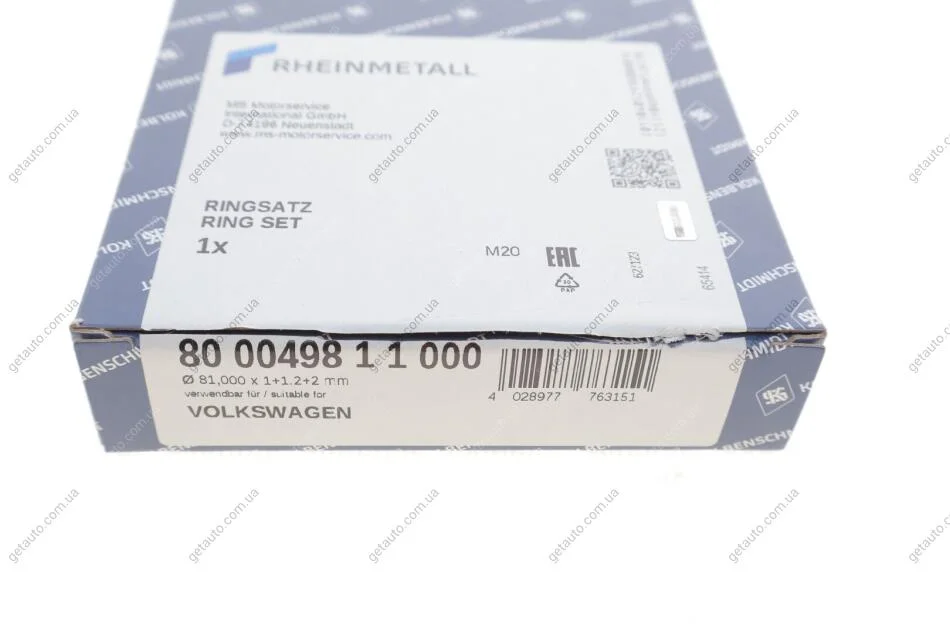 RHEINMETALL
MS Motorservice
International GmbH
Neuenstadt
www.ms-motorservice.com
RINGSATZ
RING SET
1x
M20
EAC
PAP
65414
80 00498 1 1 000
Ø 81,000 x 1+1.2+2 mm
verwendbar für / suitable for
VOLKSWAGEN
4 028977 763151
KOLBENSCHMIDT
getauto.com.ua